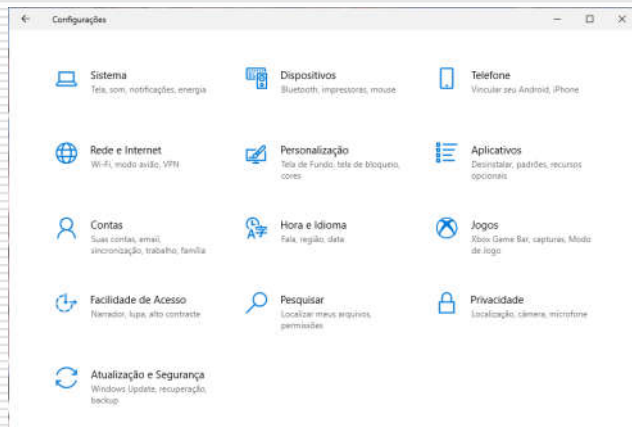 Configurações
Sistema
Tela, som, notificações, energia
Dispositivos
Bluetooth, impressoras, mouse
Telefone
Vincular seu Android, iPhone
Rede e Internet
Wi-Fi, modo avião, VPN
Personalização
Tela de Fundo, tela de bloqueio,
cores
Aplicativos
Desinstalar, padrões, recursos
opcionais
Contas
Suas contas, email,
sincronização, trabalho, família
Hora e Idioma
Fala, região, data
Jogos
Xbox Game Bar, capturas, Modo
de Jogo
Facilidade de Acesso
Narrador, lupa, alto contraste
Pesquisar
Localizar meus arquivos,
permissões
Privacidade
Localização, câmera, microfone
Atualização e Segurança
Windows Update, recuperação,
backup